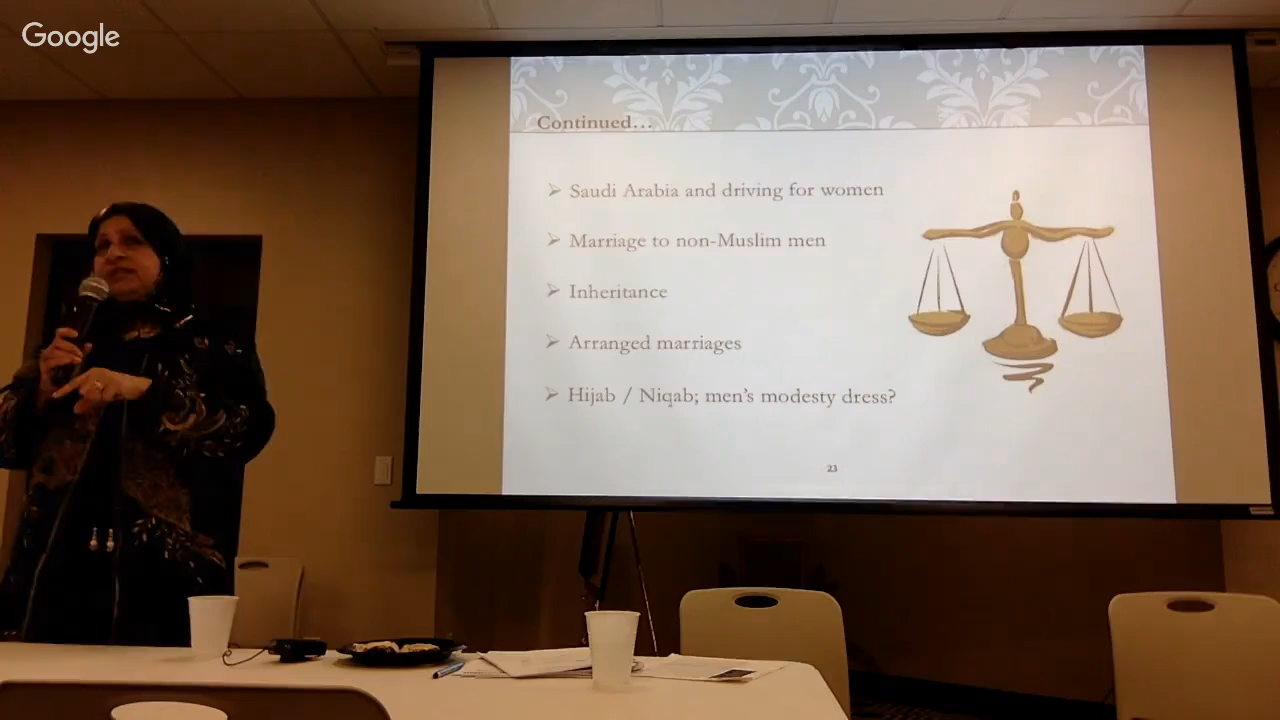 Google
Continued...
➢ Saudi Arabia and driving for women
➢ Marriage to non-Muslim men
➢ Inheritance
➢ Arranged marriages
➢ Hijab / Niqab; men's modesty dress?
23